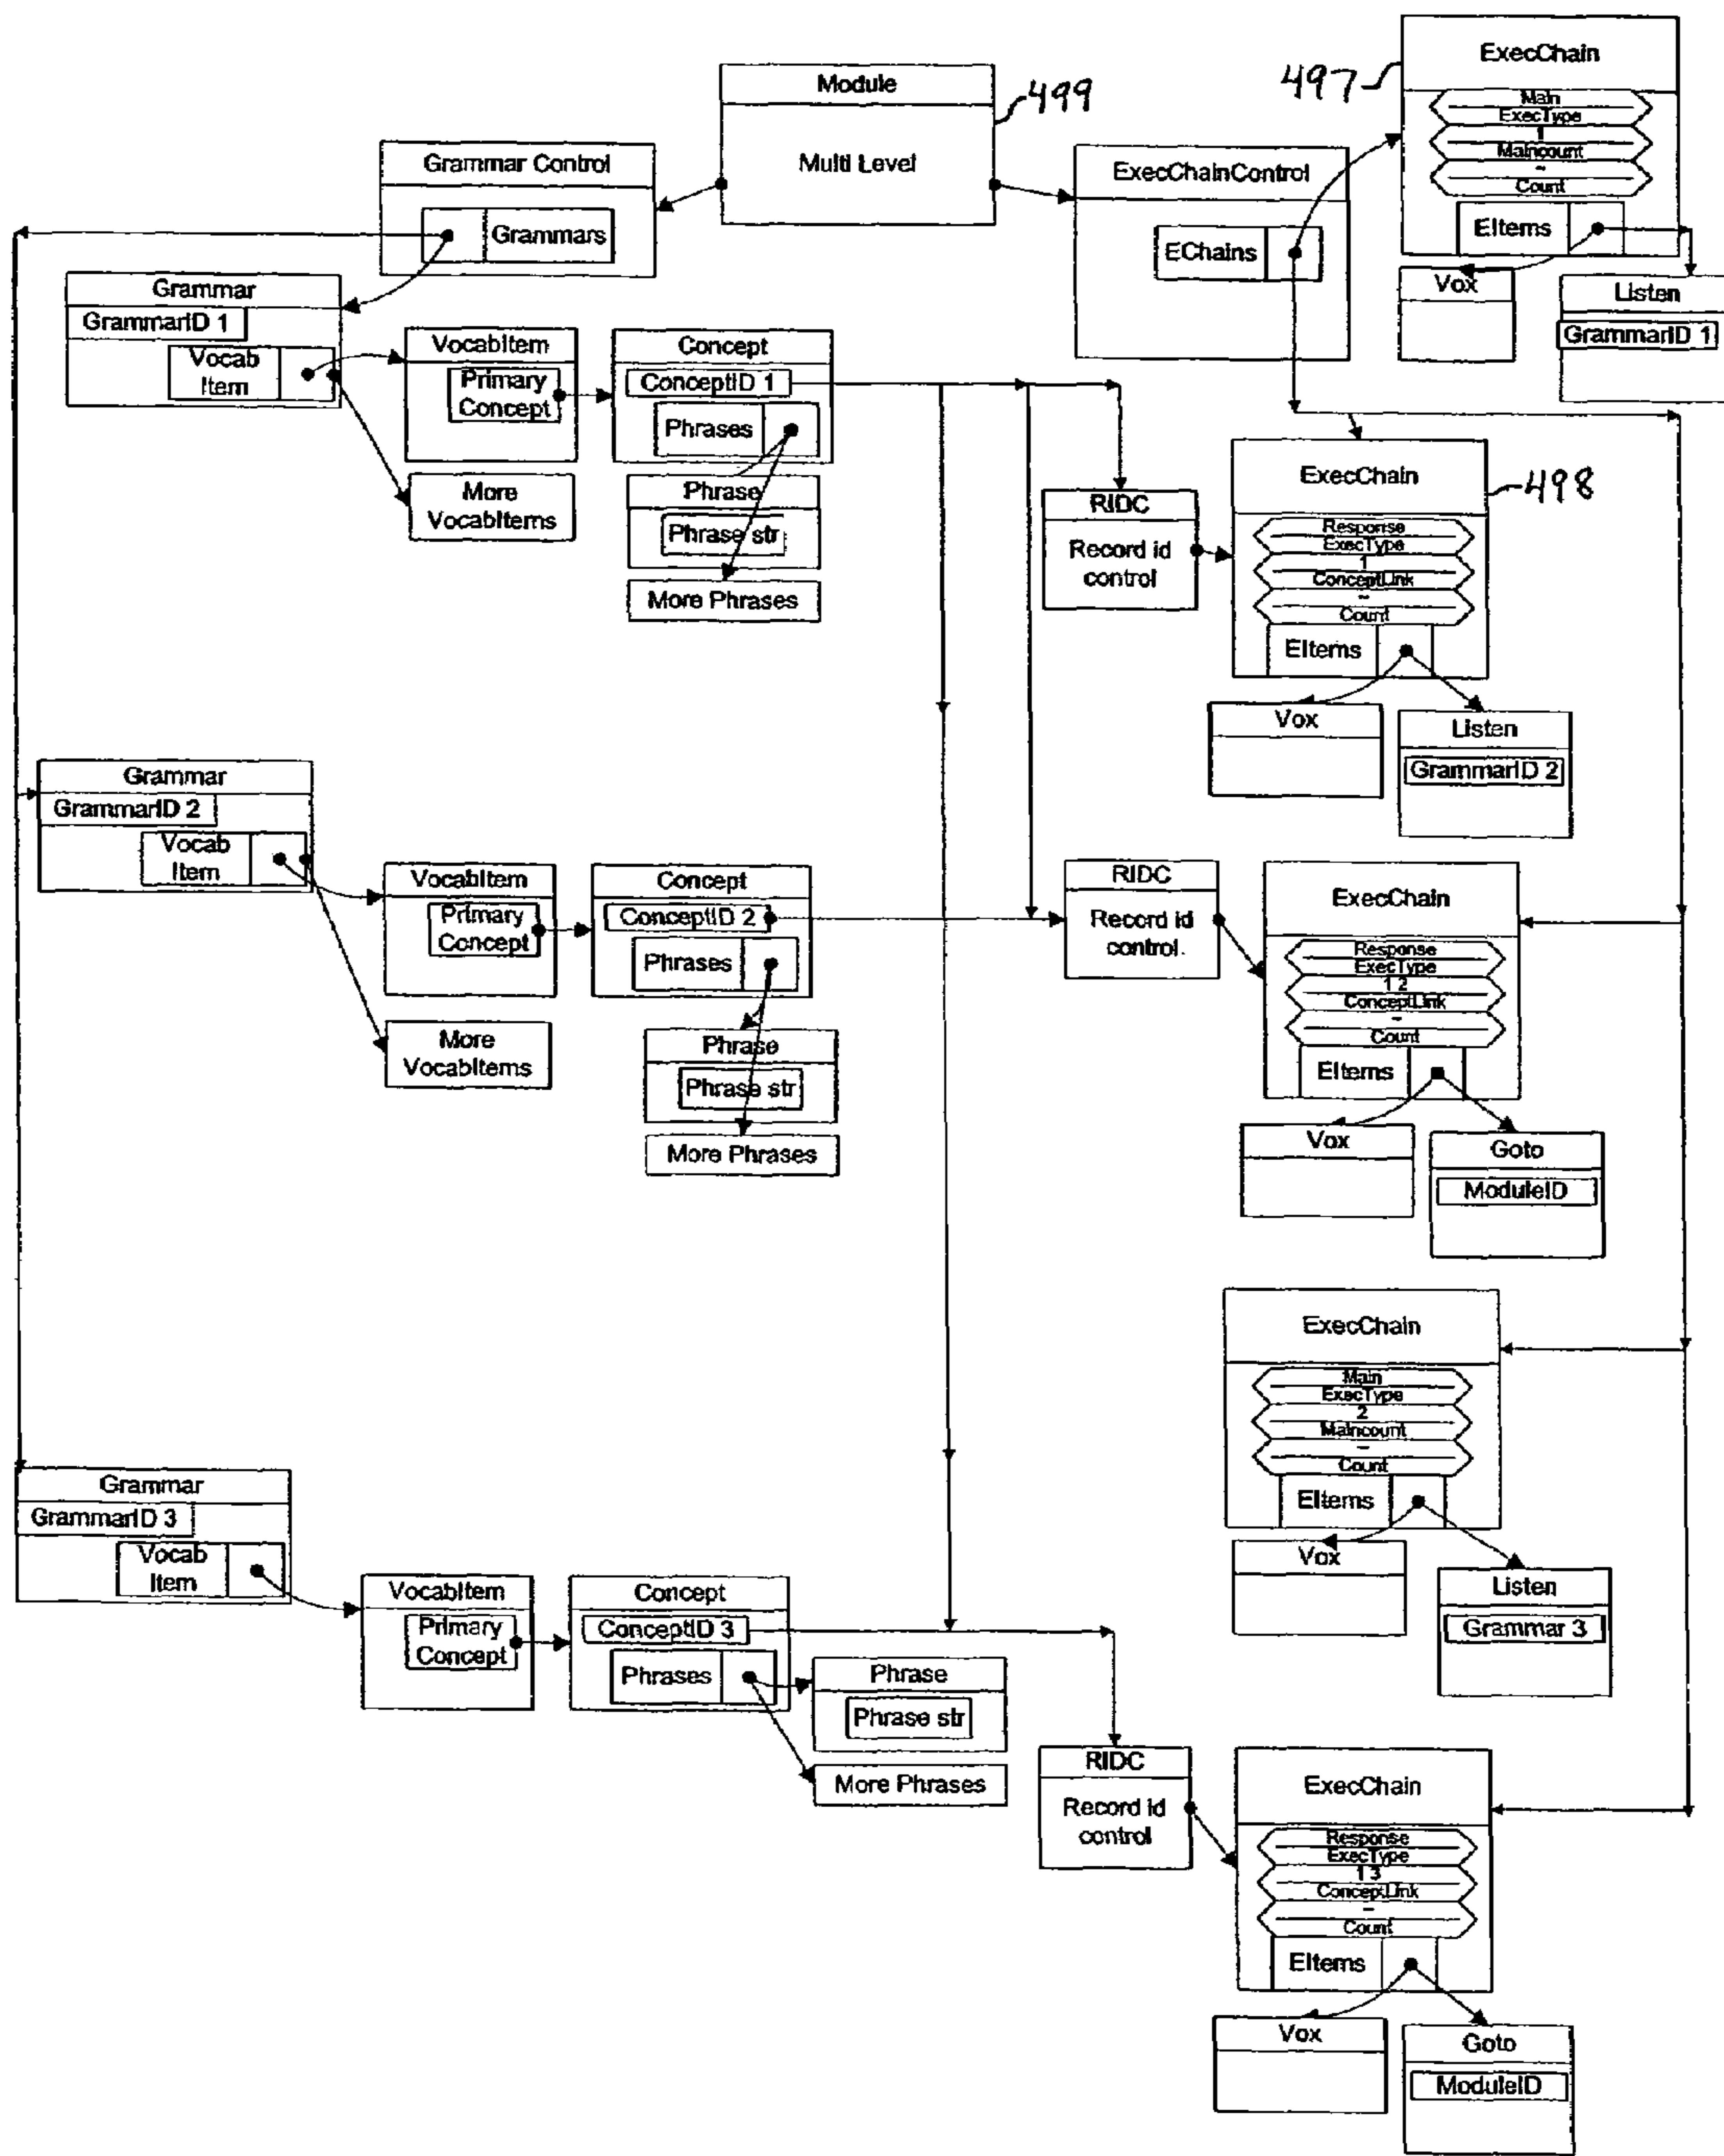 Module
499
Multi Level
Grammar Control
Grammars
ExecChainControl
EChains
497
ExecChain
Main
ExecType
1
Maincount
~
Count
EItems
Vox
Listen
GrammarID 1
Grammar
GrammarID 1
Vocab
Item
VocabItem
Primary
Concept
More
VocabItems
Concept
ConceptID 1
Phrases
Phrase
Phrase str
More Phrases
RIDC
Record id
control
ExecChain
498
Response
ExecType
1
ConceptLink
~
Count
EItems
Vox
Listen
GrammarID 2
Grammar
GrammarID 2
Vocab
Item
VocabItem
Primary
Concept
More
VocabItems
Concept
ConceptID 2
Phrases
Phrase
Phrase str
More Phrases
RIDC
Record id
control
ExecChain
Response
ExecType
1 2
ConceptLink
~
Count
EItems
Vox
Goto
ModuleID
ExecChain
Main
ExecType
2
Maincount
~
Count
EItems
Vox
Listen
Grammar 3
Grammar
GrammarID 3
Vocab
Item
VocabItem
Primary
Concept
Concept
ConceptID 3
Phrases
Phrase
Phrase str
More Phrases
RIDC
Record id
control
ExecChain
Response
ExecType
1 3
ConceptLink
~
Count
EItems
Vox
Goto
ModuleID